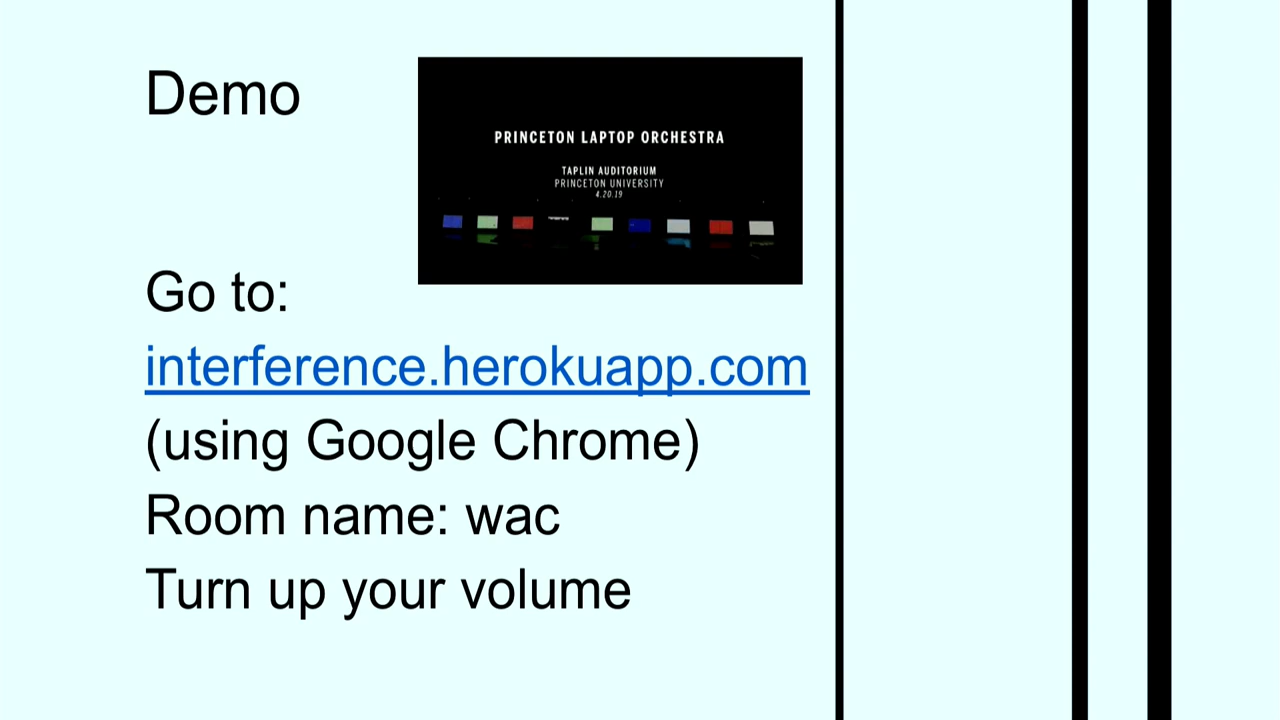 Demo
PRINCETON LAPTOP ORCHESTRA
TAPLIN AUDITORIUM
PRINCETON UNIVERSITY
4.20.19
Go to:
interference.herokuapp.com
(using Google Chrome)
Room name: wac
Turn up your volume